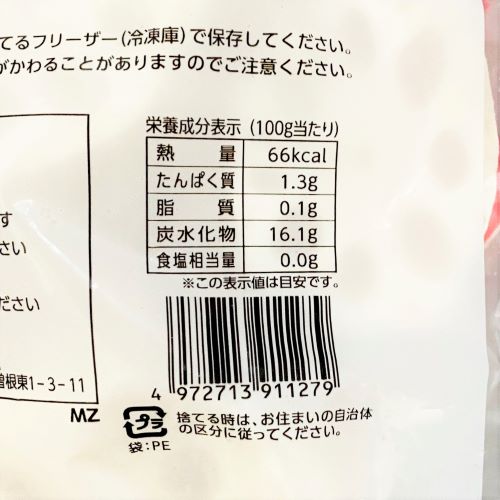 てるフリーザー(冷凍庫)で保存してください。
がかわることがありますのでご注意ください。
栄養成分表示 (100g当たり)
熱量 66kcal
たんぱく質 1.3g
脂質 0.1g
炭水化物 16.1g
食塩相当量 0.0g
※この表示値は目安です。
す
さい
ださい
曽根東1-3-11
MZ
4 972713 911279
プラ
袋:PE
捨てる時は、お住まいの自治体
の区分に従ってください。